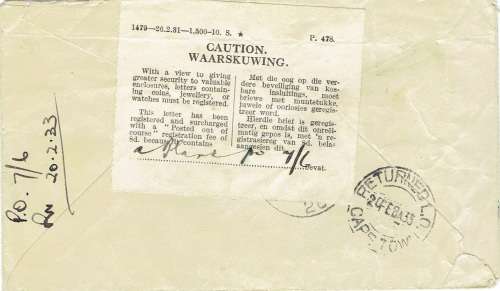 1479—20.2.31—1,500—10. S. *
P. 478.
CAUTION.
WAARSKUWING.
With a view to giving
greater security to valuable
enclosures, letters contain-
ing coins, jewellery, or
watches must be registered.
This letter has been
registered and surcharged
with a "Posted out of
course" registration fee of
8d. because it contains
Met die oog op die ver-
dere beveiliging van kos-
bare insluitings, moet
briewe met muntstukke,
juwele of oorlosies geregis-
treer word.
Hierdie brief is geregis-
treer, en omdat dit onreël-
matig gepos is, met 'n re-
gistrasiereg van 8d. bela-
aangesien dit
a
po 7/6
bevat.
P.O. 7/6
20.2.33
RETURNED L.O.
CAPE TOWN